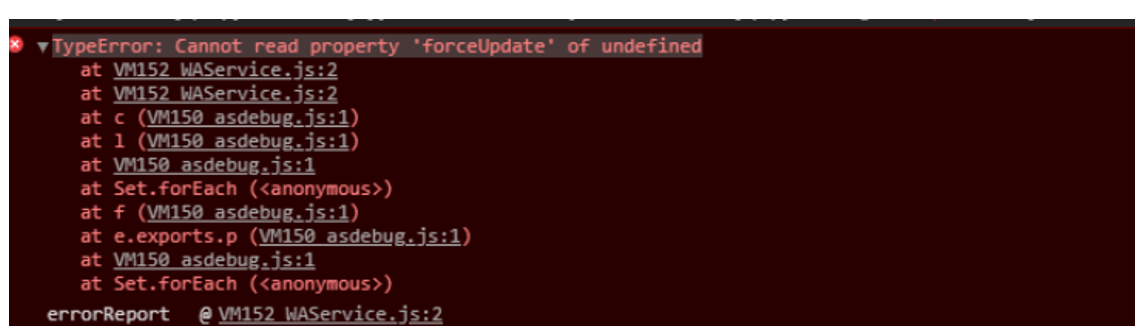 TypeError: Cannot read property 'forceUpdate' of undefined
at VM152 WAService.js:2
at VM152 WAService.js:2
at c (VM150 asdebug.js:1)
at l (VM150 asdebug.js:1)
at VM150 asdebug.js:1
at Set.forEach (<anonymous>)
at f (VM150 asdebug.js:1)
at e.exports.p (VM150 asdebug.js:1)
at VM150 asdebug.js:1
at Set.forEach (<anonymous>)
errorReport @ VM152 WAService.js:2